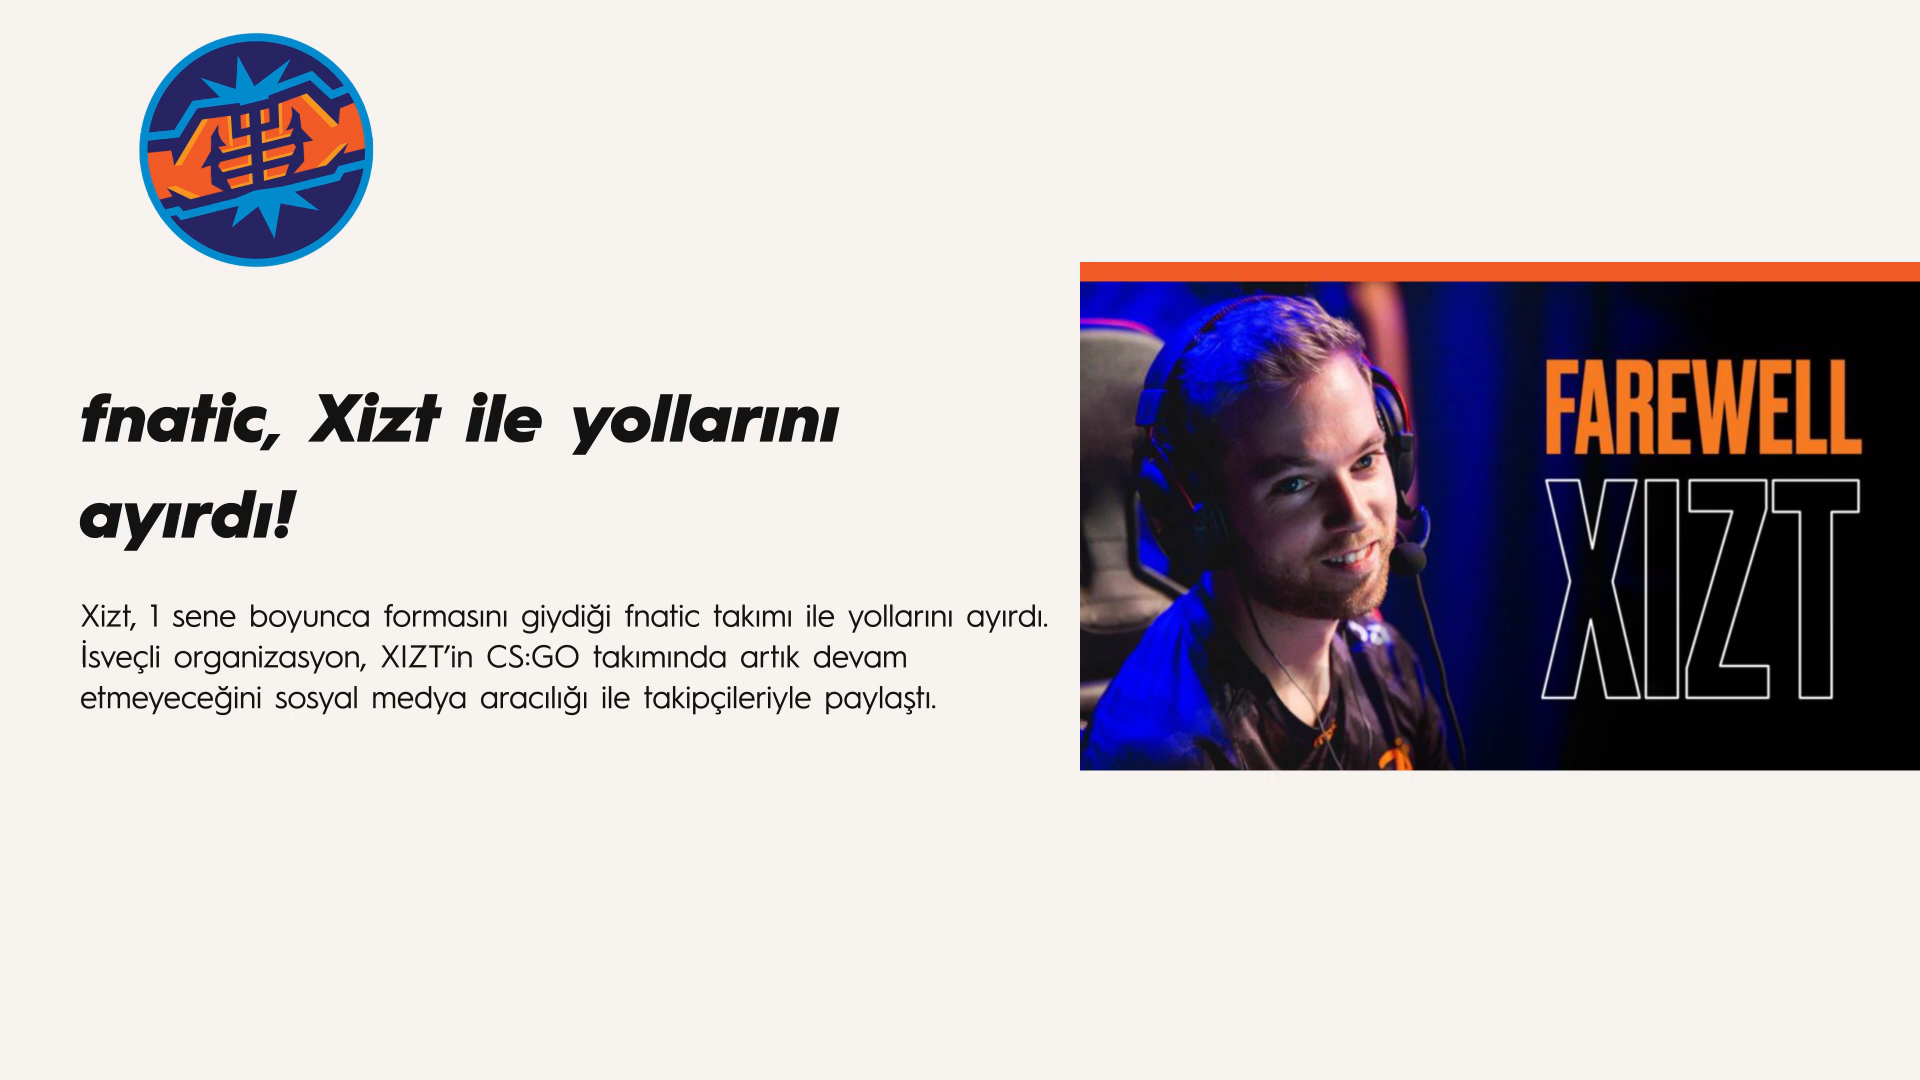 fnatic, Xizt ile yollarını
ayırdı!
Xizt, 1 sene boyunca formasını giydiği fnatic takımı ile yollarını ayırdı.
İsveçli organizasyon, XIZT'in CS:GO takımında artık devam
etmeyeceğini sosyal medya aracılığı ile takipçileriyle paylaştı.
FAREWELL
XIZT